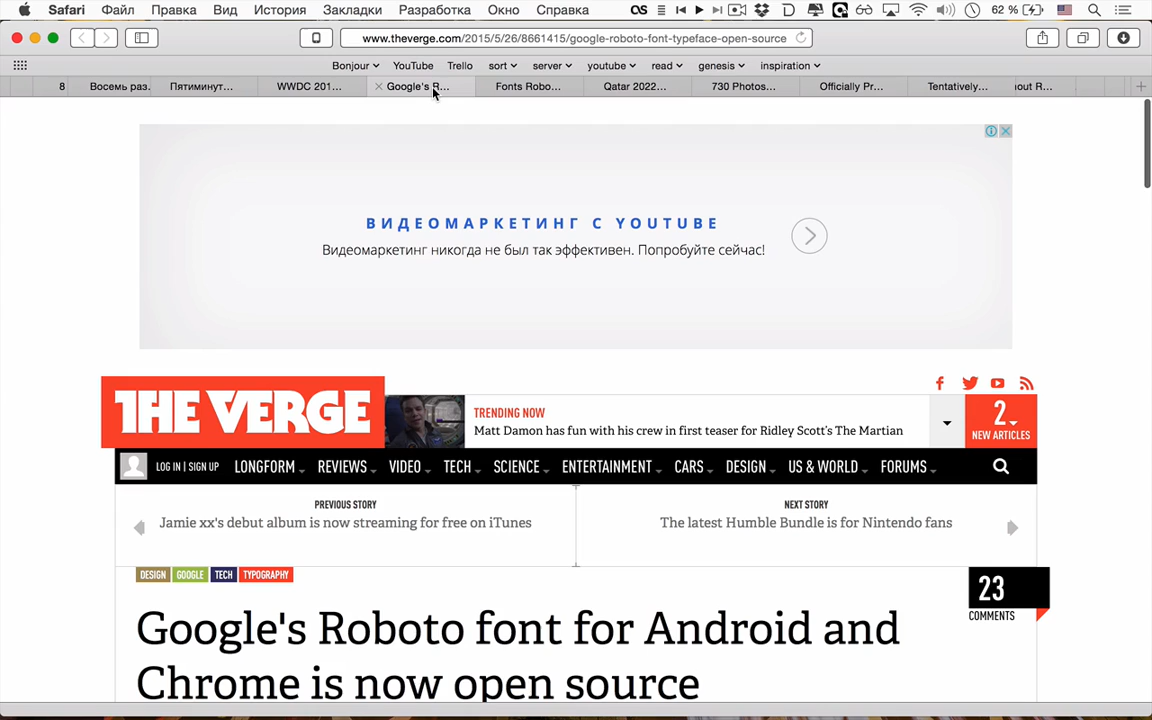 Safari Файл Правка Вид История Закладки Разработка Окно Справка 62 %
www.theverge.com/2015/5/26/8661415/google-roboto-font-typeface-open-source
Bonjour YouTube Trello sort server youtube read genesis inspiration
8 Восемь раз. Пятиминут... WWDC 201... Google's R... Fonts Robo... Qatar 2022... 730 Photos... Officially Pr... Tentatively... hout R...
ВИДЕОМАРКЕТИНГ С YOUTUBE
Видеомаркетинг никогда не был так эффективен. Попробуйте сейчас!
THE VERGE
TRENDING NOW
Matt Damon has fun with his crew in first teaser for Ridley Scott's The Martian
2
NEW ARTICLES
LOG IN | SIGN UP LONGFORM REVIEWS VIDEO TECH SCIENCE ENTERTAINMENT CARS DESIGN US & WORLD FORUMS
PREVIOUS STORY
Jamie xx's debut album is now streaming for free on iTunes
NEXT STORY
The latest Humble Bundle is for Nintendo fans
DESIGN GOOGLE TECH TYPOGRAPHY
23
COMMENTS
Google's Roboto font for Android and
Chrome is now open source